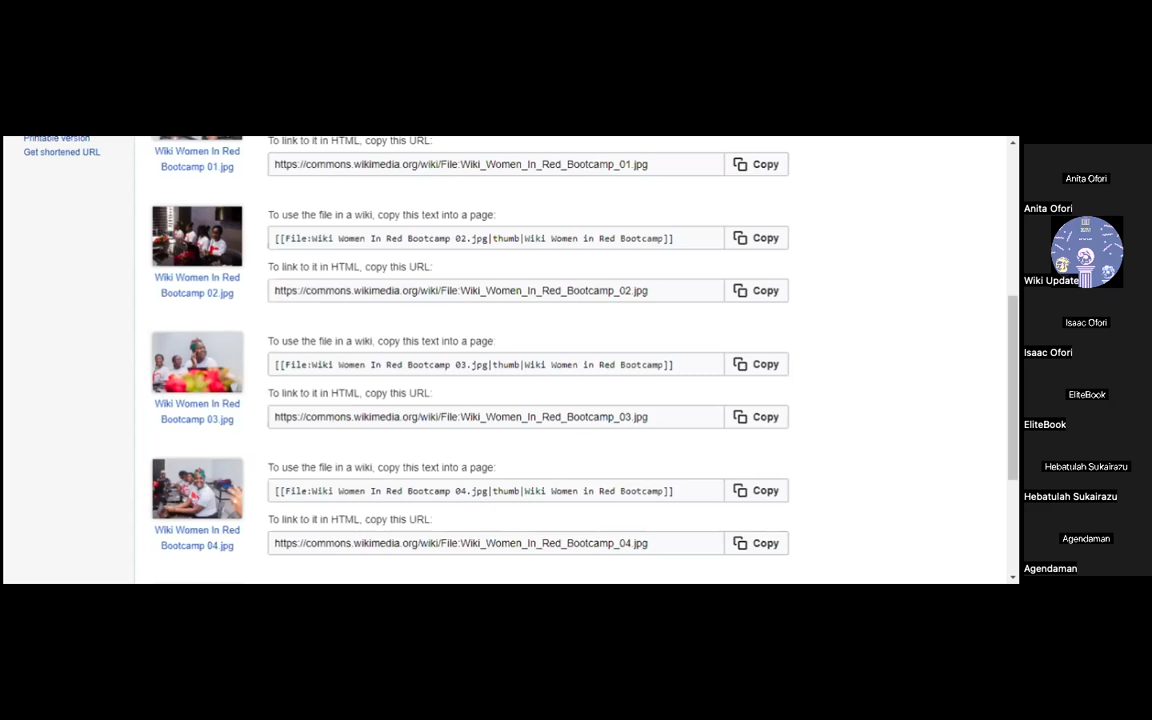 Printable version
Get shortened URL
To link to it in HTML, copy this URL:
Wiki Women In Red
Bootcamp 01.jpg
https://commons.wikimedia.org/wiki/File:Wiki_Women_In_Red_Bootcamp_01.jpg
Copy
To use the file in a wiki, copy this text into a page:
[[File:Wiki Women In Red Bootcamp 02.jpg|thumb|Wiki Women in Red Bootcamp]]
Copy
To link to it in HTML, copy this URL:
Wiki Women In Red
Bootcamp 02.jpg
https://commons.wikimedia.org/wiki/File:Wiki_Women_In_Red_Bootcamp_02.jpg
Copy
To use the file in a wiki, copy this text into a page:
[[File:Wiki Women In Red Bootcamp 03.jpg|thumb|Wiki Women in Red Bootcamp]]
Copy
To link to it in HTML, copy this URL:
Wiki Women In Red
Bootcamp 03.jpg
https://commons.wikimedia.org/wiki/File:Wiki_Women_In_Red_Bootcamp_03.jpg
Copy
To use the file in a wiki, copy this text into a page:
[[File:Wiki Women In Red Bootcamp 04.jpg|thumb|Wiki Women in Red Bootcamp]]
Copy
To link to it in HTML, copy this URL:
Wiki Women In Red
Bootcamp 04.jpg
https://commons.wikimedia.org/wiki/File:Wiki_Women_In_Red_Bootcamp_04.jpg
Copy
Anita Ofori
Anita Ofori
Wiki Update
Isaac Ofori
Isaac Ofori
EliteBook
EliteBook
Hebatulah Sukairazu
Hebatulah Sukairazu
Agendaman
Agendaman